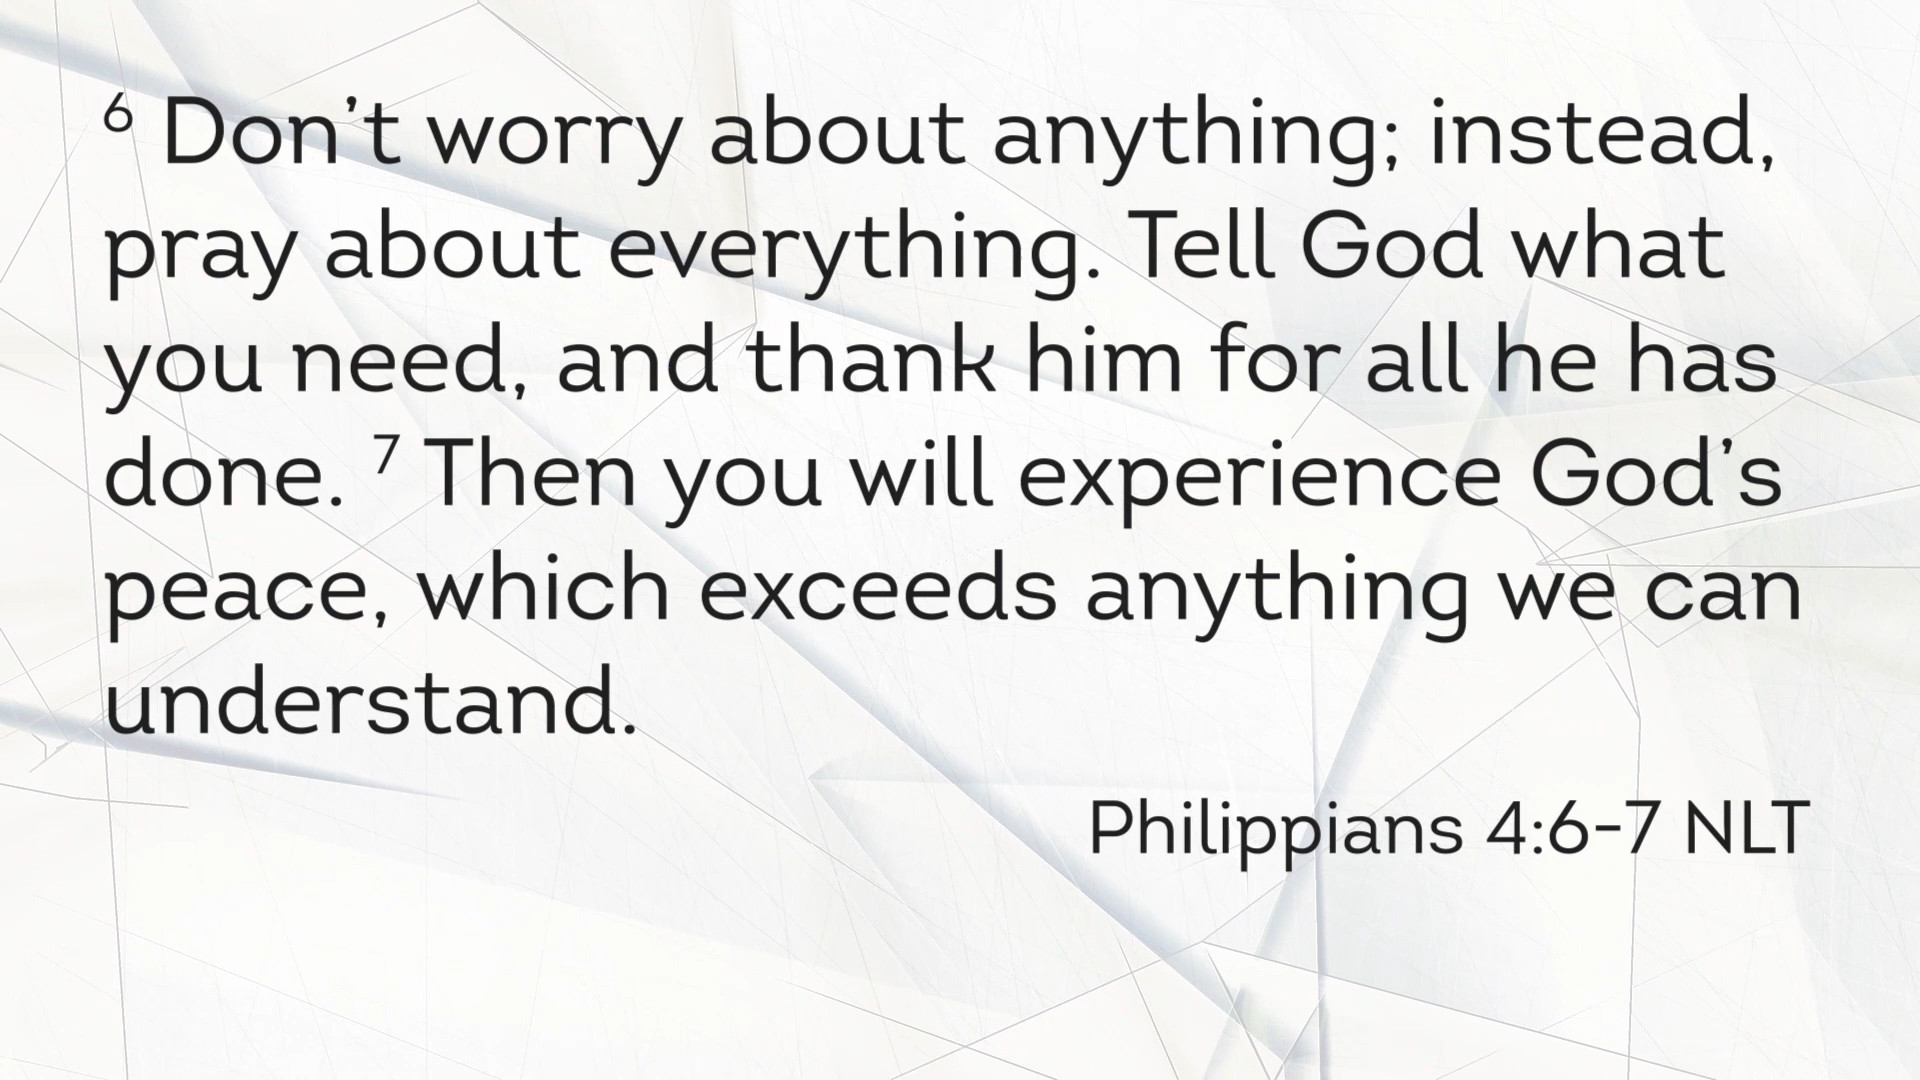 ⁶ Don’t worry about anything; instead,
pray about everything. Tell God what
you need, and thank him for all he has
done. ⁷ Then you will experience God’s
peace, which exceeds anything we can
understand.
Philippians 4:6-7 NLT